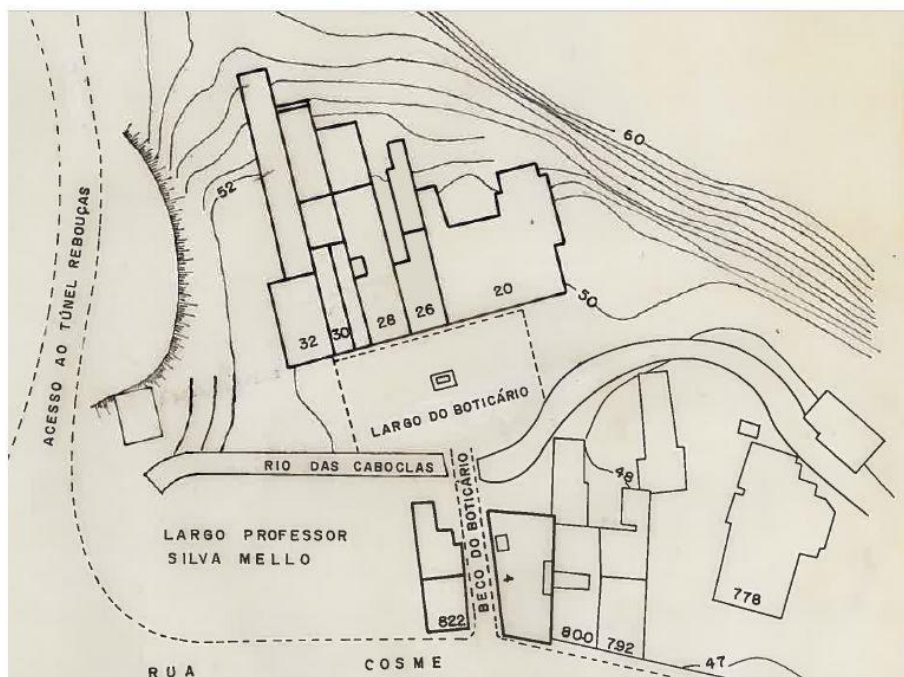 60
52
ACESSO AO TÚNEL REBOUÇAS
32
30
28
26
20
50
LARGO DO BOTICÁRIO
RIO DAS CABOCLAS
BECO DO BOTICÁRIO
48
LARGO PROFESSOR
SILVA MELLO
4
822
800
792
778
RUA COSME
47